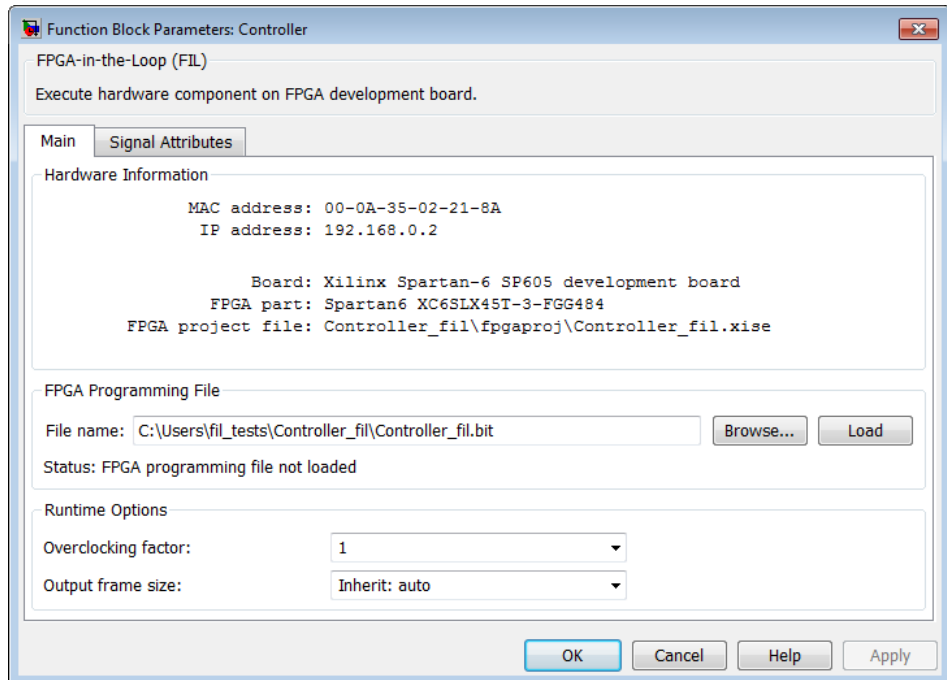 Function Block Parameters: Controller
FPGA-in-the-Loop (FIL)
Execute hardware component on FPGA development board.
Main Signal Attributes
Hardware Information
MAC address: 00-0A-35-02-21-8A
IP address: 192.168.0.2
Board: Xilinx Spartan-6 SP605 development board
FPGA part: Spartan6 XC6SLX45T-3-FGG484
FPGA project file: Controller_fil\fpgaproj\Controller_fil.xise
FPGA Programming File
File name: C:\Users\fil_tests\Controller_fil\Controller_fil.bit Browse... Load
Status: FPGA programming file not loaded
Runtime Options
Overclocking factor: 1
Output frame size: Inherit: auto
OK Cancel Help Apply